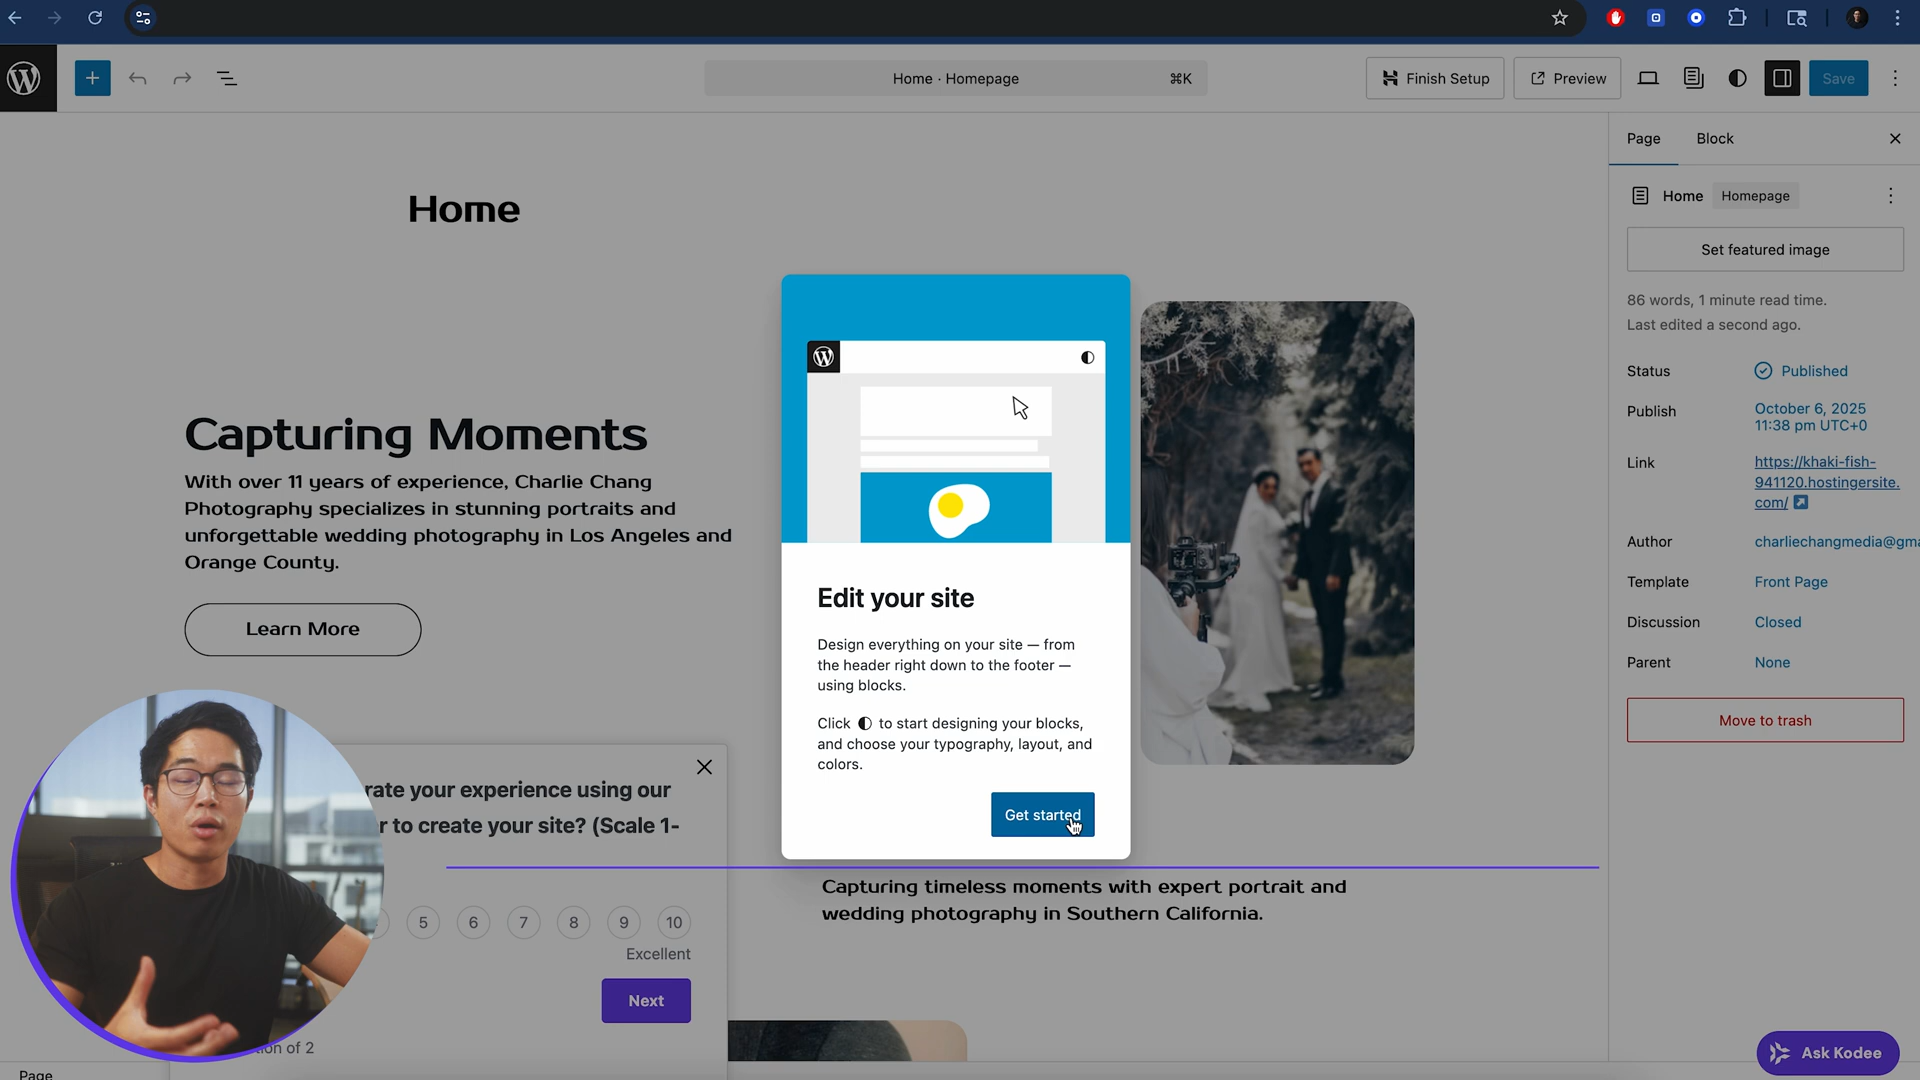 Home · Homepage
⌘K
Finish Setup
Preview
Save
Page
Block
Home
Homepage
Set featured image
86 words, 1 minute read time.
Last edited a second ago.
Status
Published
Publish
October 6, 2025
11:38 pm UTC+0
Link
https://khaki-fish-
941120.hostingersite.
com/
Author
charliechangmedia@gma
Template
Front Page
Discussion
Closed
Parent
None
Move to trash
Home
Capturing Moments
With over 11 years of experience, Charlie Chang
Photography specializes in stunning portraits and
unforgettable wedding photography in Los Angeles and
Orange County.
Learn More
Edit your site
Design everything on your site — from
the header right down to the footer —
using blocks.
Click to start designing your blocks,
and choose your typography, layout, and
colors.
Get started
rate your experience using our
r to create your site? (Scale 1-
5 6 7 8 9 10
Excellent
Next
of 2
Capturing timeless moments with expert portrait and
wedding photography in Southern California.
Ask Kodee
Page